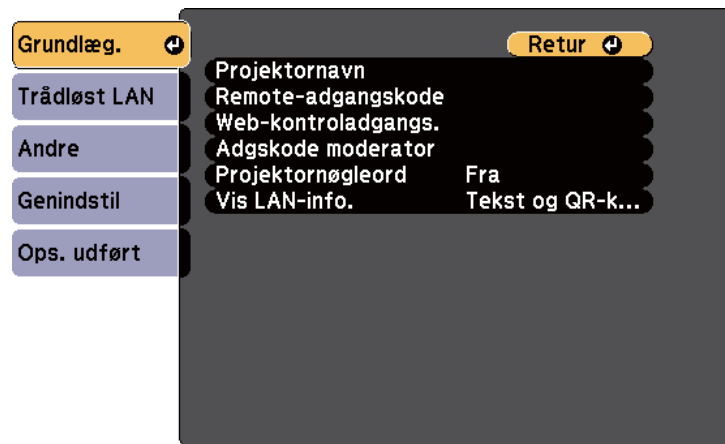 Grundlæg.
Trådløst LAN
Andre
Genindstil
Ops. udført
Retur
Projektornavn
Remote-adgangskode
Web-kontroladgangs.
Adgskode moderator
Projektornøgleord Fra
Vis LAN-info. Tekst og QR-k...